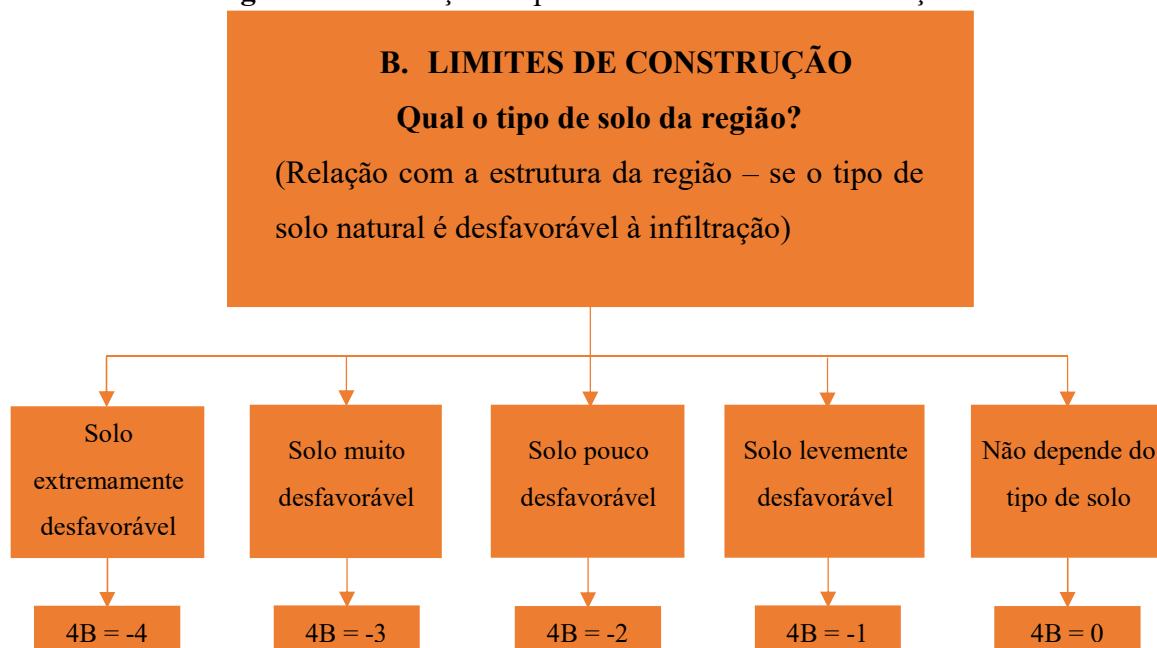 B. LIMITES DE CONSTRUÇÃO
Qual o tipo de solo da região?
(Relação com a estrutura da região – se o tipo de
solo natural é desfavorável à infiltração)
Solo
extremamente
desfavorável
Solo muito
desfavorável
Solo pouco
desfavorável
Solo levemente
desfavorável
Não depende do
tipo de solo
4B = -4
4B = -3
4B = -2
4B = -1
4B = 0